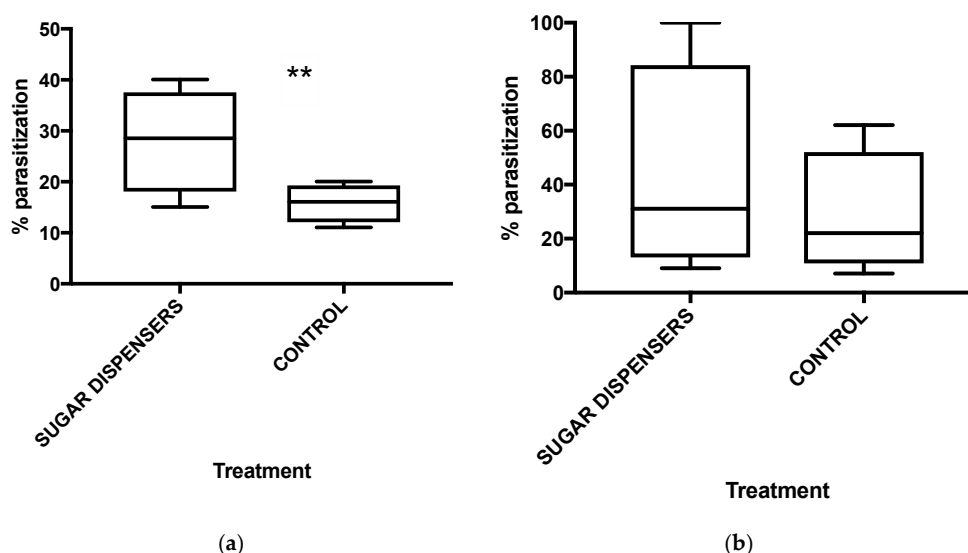 50
40
30
20
10
0
% parasitization
**
SUGAR DISPENSERS
CONTROL
Treatment
(a)
100
80
60
40
20
0
% parasitization
SUGAR DISPENSERS
CONTROL
Treatment
(b)